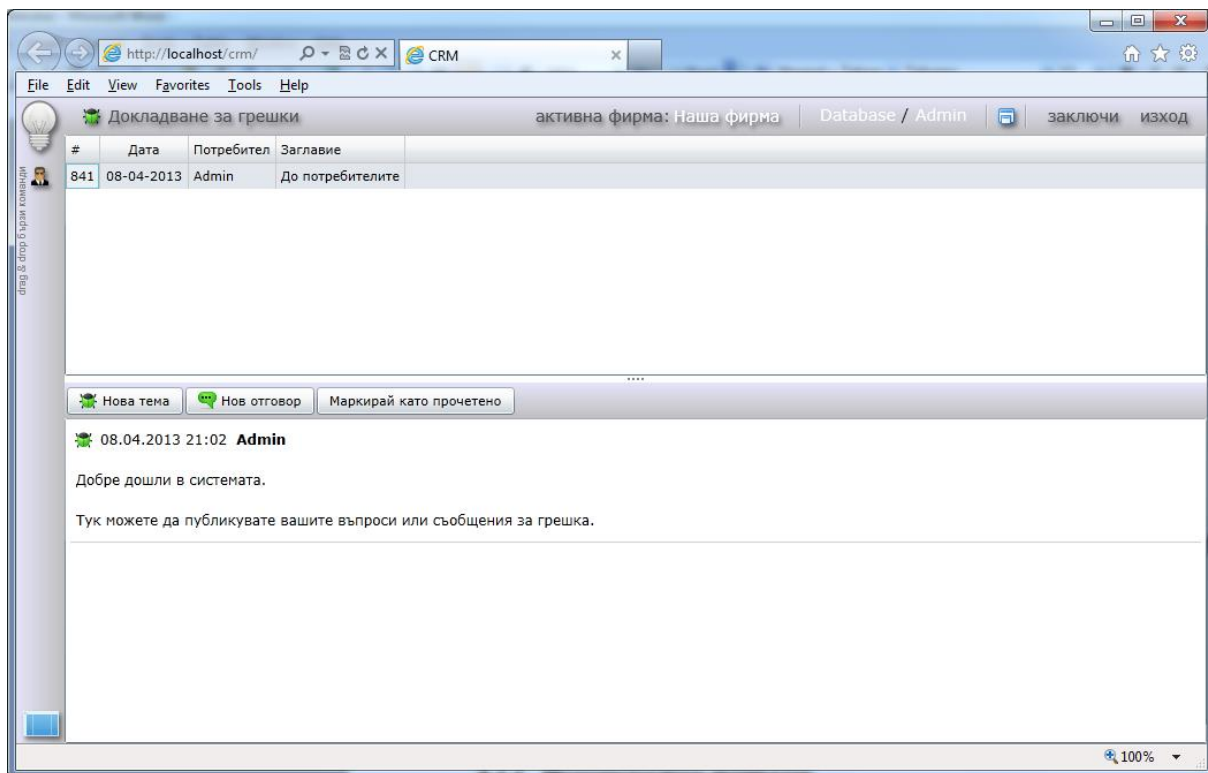 http://localhost/crm/
CRM
File Edit View Favorites Tools Help
Докладване за грешки активна фирма: Наша фирма Database / Admin заключи изход
# Дата Потребител Заглавие
841 08-04-2013 Admin До потребителите
drag & drop бързи команди
Нова тема Нов отговор Маркирай като прочетено
08.04.2013 21:02 Admin
Добре дошли в системата.
Тук можете да публикувате вашите въпроси или съобщения за грешка.
100%